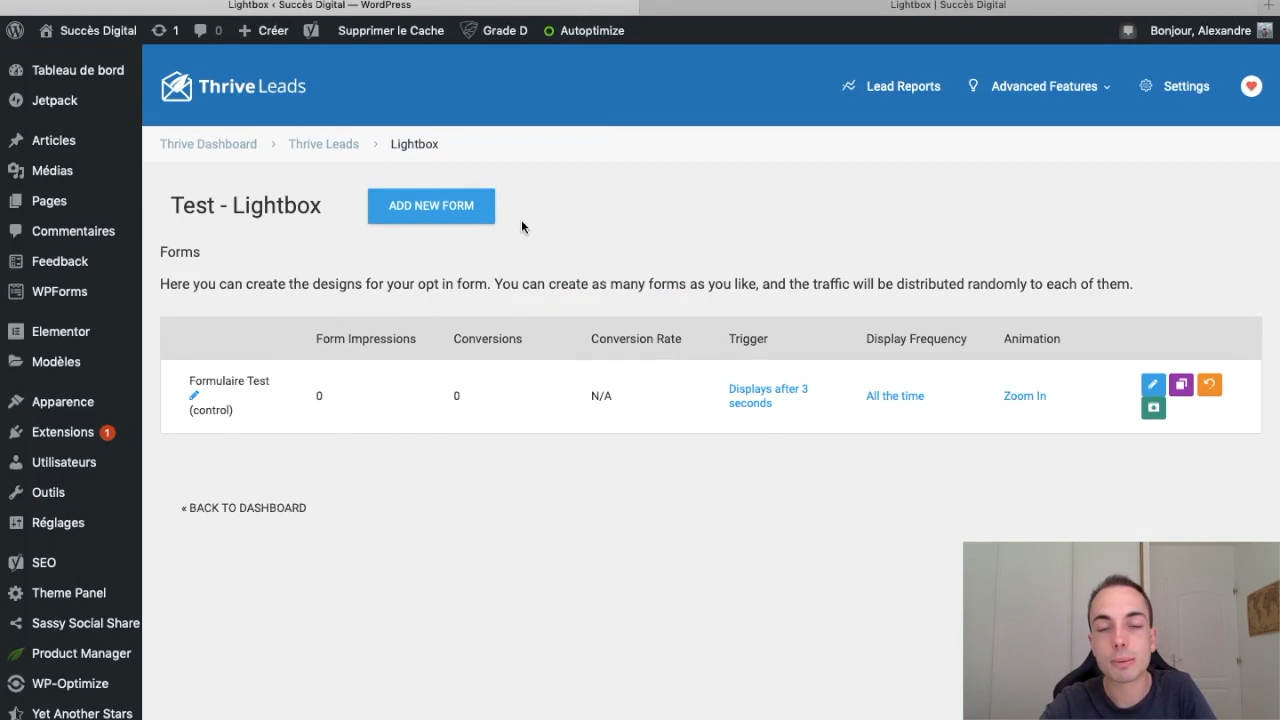 Lightbox ‹ Succès Digital — WordPress
Lightbox | Succès Digital
Succès Digital
1
0
Créer
Supprimer le Cache
Grade D
Autoptimize
Bonjour, Alexandre
Tableau de bord
Jetpack
Articles
Médias
Pages
Commentaires
Feedback
WPForms
Elementor
Modèles
Apparence
Extensions 1
Utilisateurs
Outils
Réglages
SEO
Theme Panel
Sassy Social Share
Product Manager
WP-Optimize
Yet Another Stars
Thrive Leads
Lead Reports
Advanced Features
Settings
Thrive Dashboard > Thrive Leads > Lightbox
Test - Lightbox
ADD NEW FORM
Forms
Here you can create the designs for your opt in form. You can create as many forms as you like, and the traffic will be distributed randomly to each of them.
Form Impressions Conversions Conversion Rate Trigger Display Frequency Animation
Formulaire Test
(control)
0
0
N/A
Displays after 3
seconds
All the time
Zoom In
« BACK TO DASHBOARD